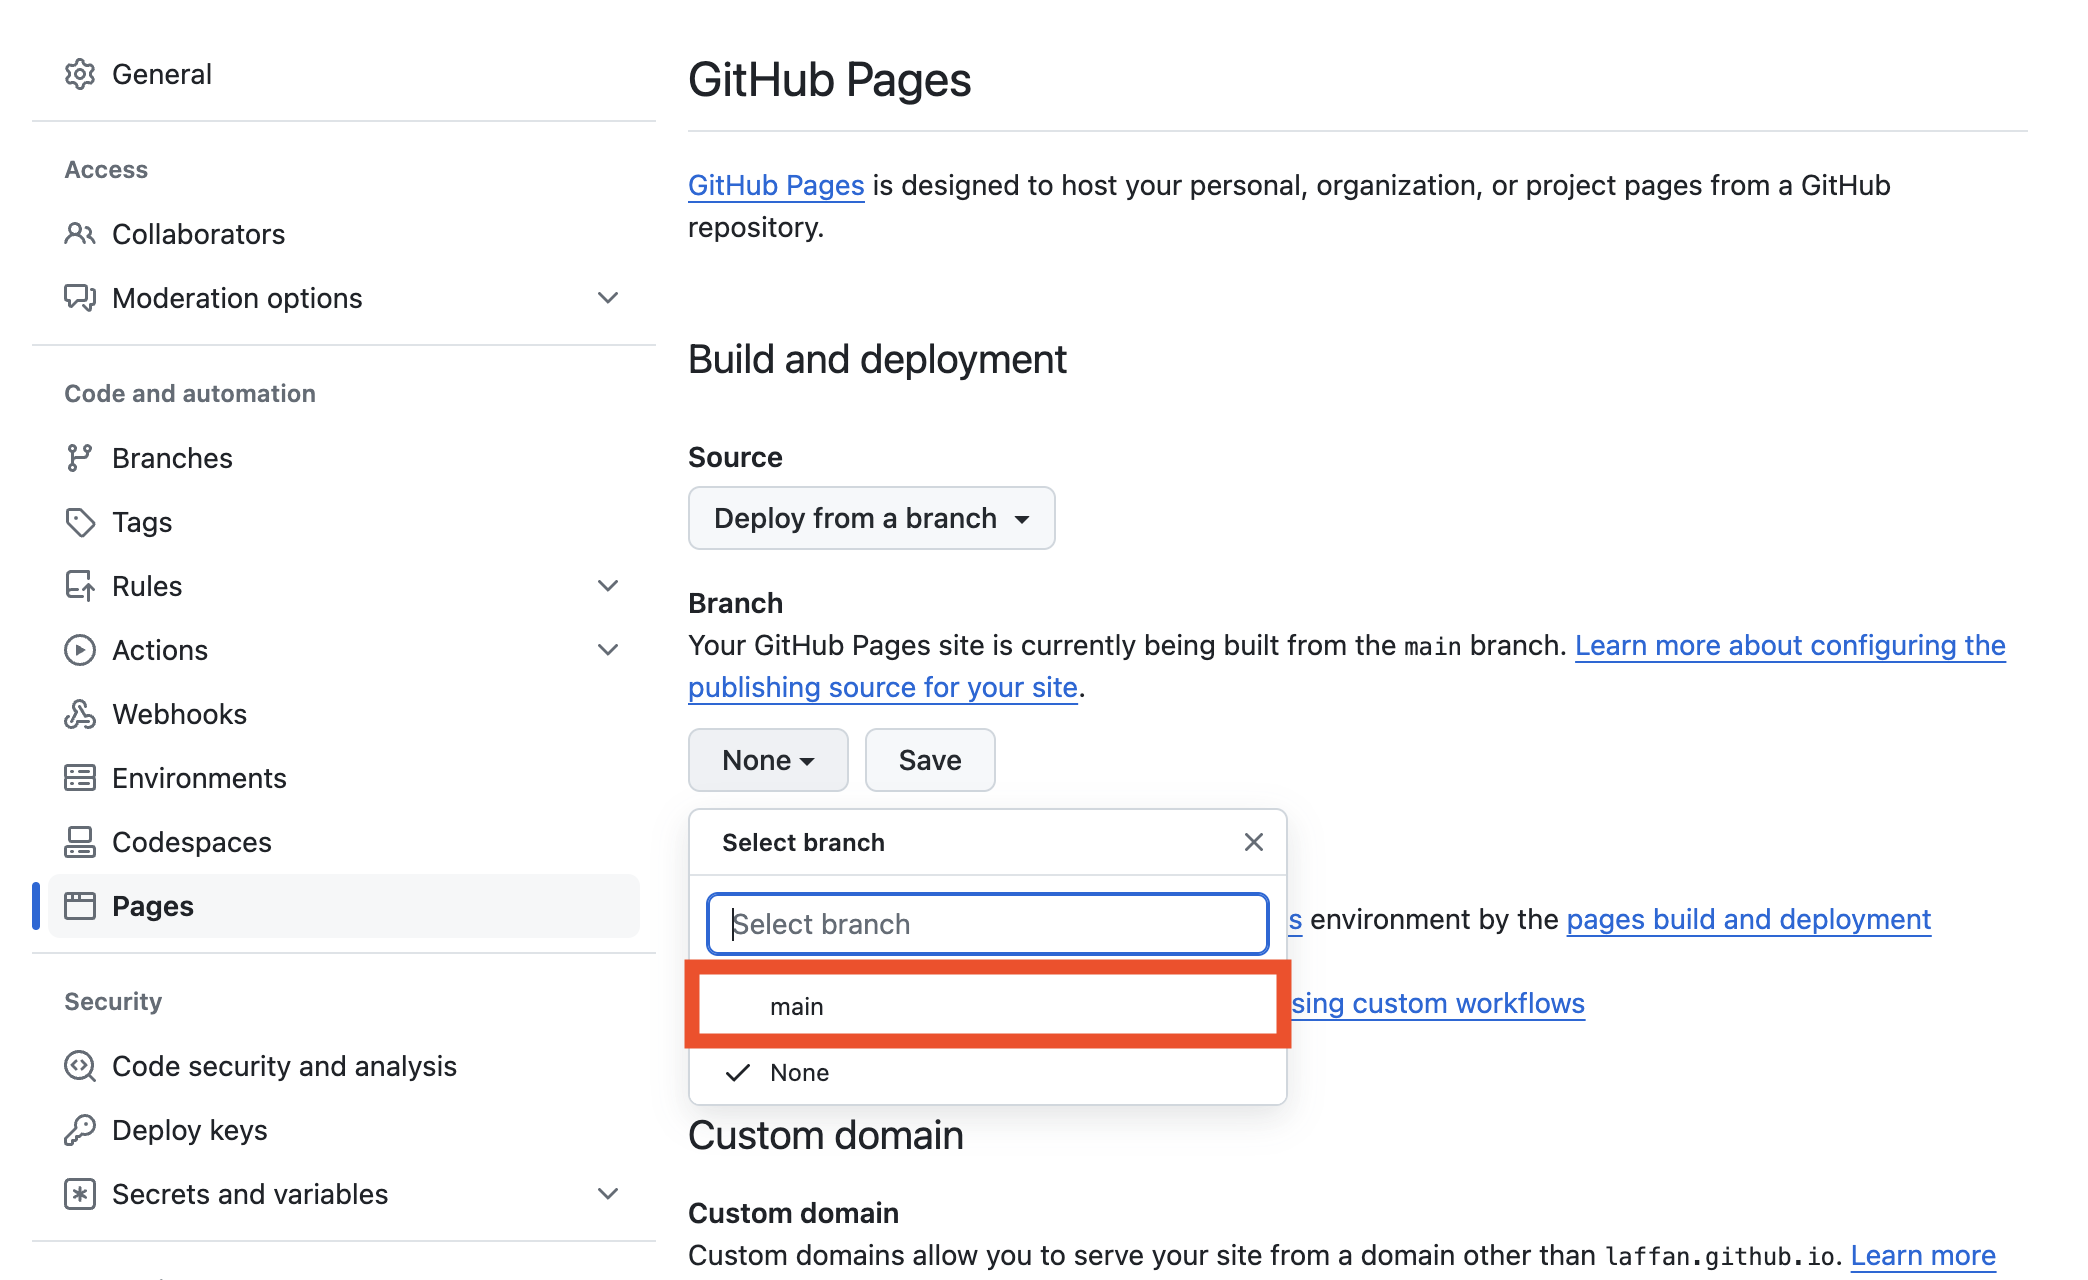 General
Access
Collaborators
Moderation options
Code and automation
Branches
Tags
Rules
Actions
Webhooks
Environments
Codespaces
Pages
Security
Code security and analysis
Deploy keys
Secrets and variables
GitHub Pages
GitHub Pages is designed to host your personal, organization, or project pages from a GitHub
repository.
Build and deployment
Source
Deploy from a branch
Branch
Your GitHub Pages site is currently being built from the main branch. Learn more about configuring the
publishing source for your site.
None Save
Select branch
Select branch
s environment by the pages build and deployment
main
sing custom workflows
None
Custom domain
Custom domain
Custom domains allow you to serve your site from a domain other than laffan.github.io. Learn more